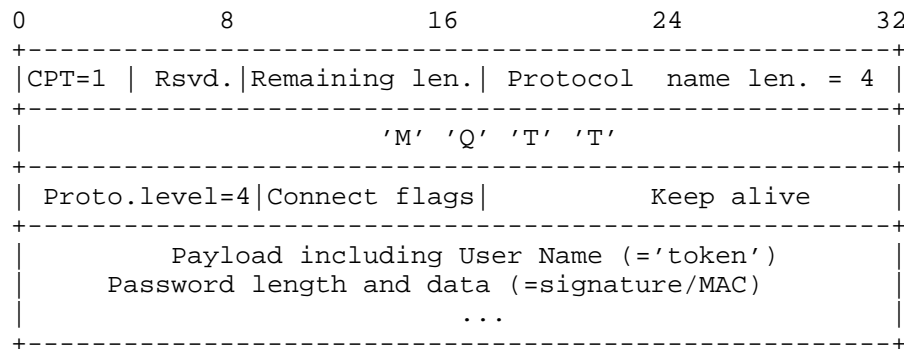 0 8 16 24 32
+------------------------------------------------------+
|CPT=1 | Rsvd.|Remaining len.| Protocol name len. = 4 |
+------------------------------------------------------+
| 'M' 'Q' 'T' 'T' |
+------------------------------------------------------+
| Proto.level=4|Connect flags| Keep alive |
+------------------------------------------------------+
| Payload including User Name (='token') |
| Password length and data (=signature/MAC) |
| ... |
+------------------------------------------------------+